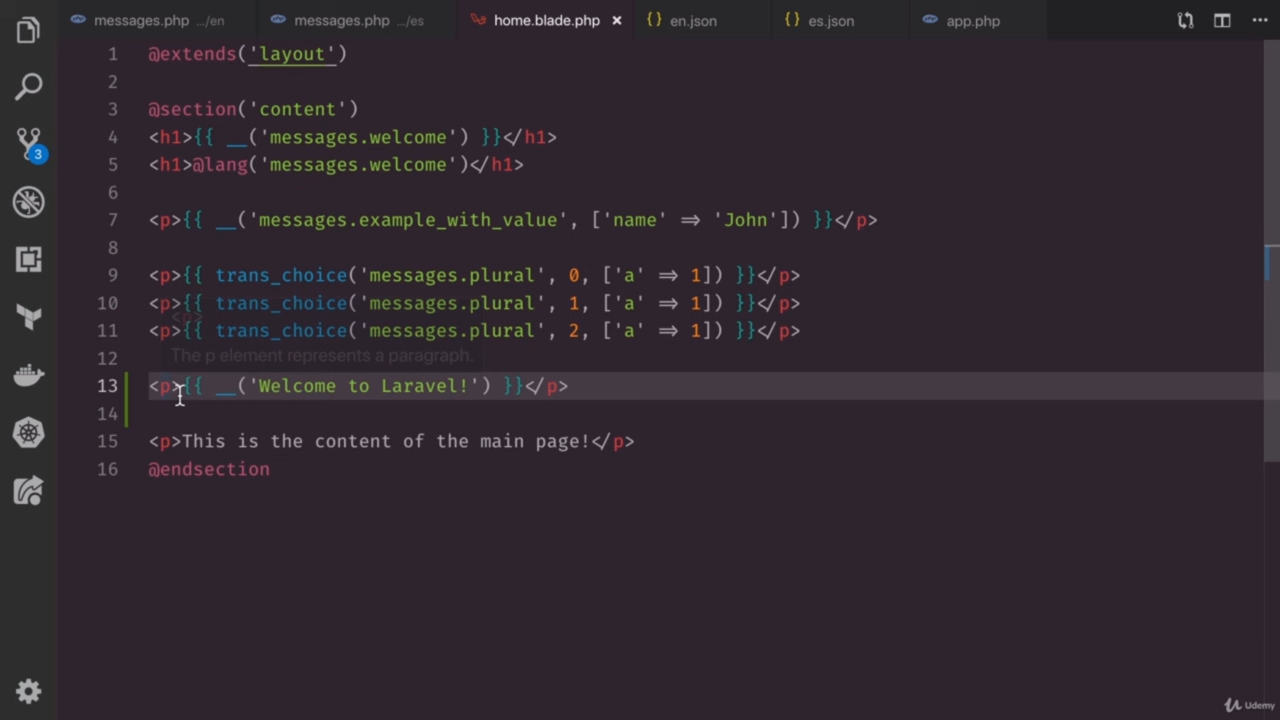 messages.php .../en
messages.php .../es
home.blade.php ×
{} en.json
{} es.json
app.php
1 @extends('layout')
2
3 @section('content')
4 <h1>{{ __('messages.welcome') }}</h1>
5 <h1>@lang('messages.welcome')</h1>
6
7 <p>{{ __('messages.example_with_value', ['name' => 'John']) }}</p>
8
9 <p>{{ trans_choice('messages.plural', 0, ['a' => 1]) }}</p>
10 <p>{{ trans_choice('messages.plural', 1, ['a' => 1]) }}</p>
<p>
11 <p>{{ trans_choice('messages.plural', 2, ['a' => 1]) }}</p>
12
The p element represents a paragraph.
13 <p>{{ __('Welcome to Laravel!') }}</p>
14
15 <p>This is the content of the main page!</p>
16 @endsection
3
Udemy